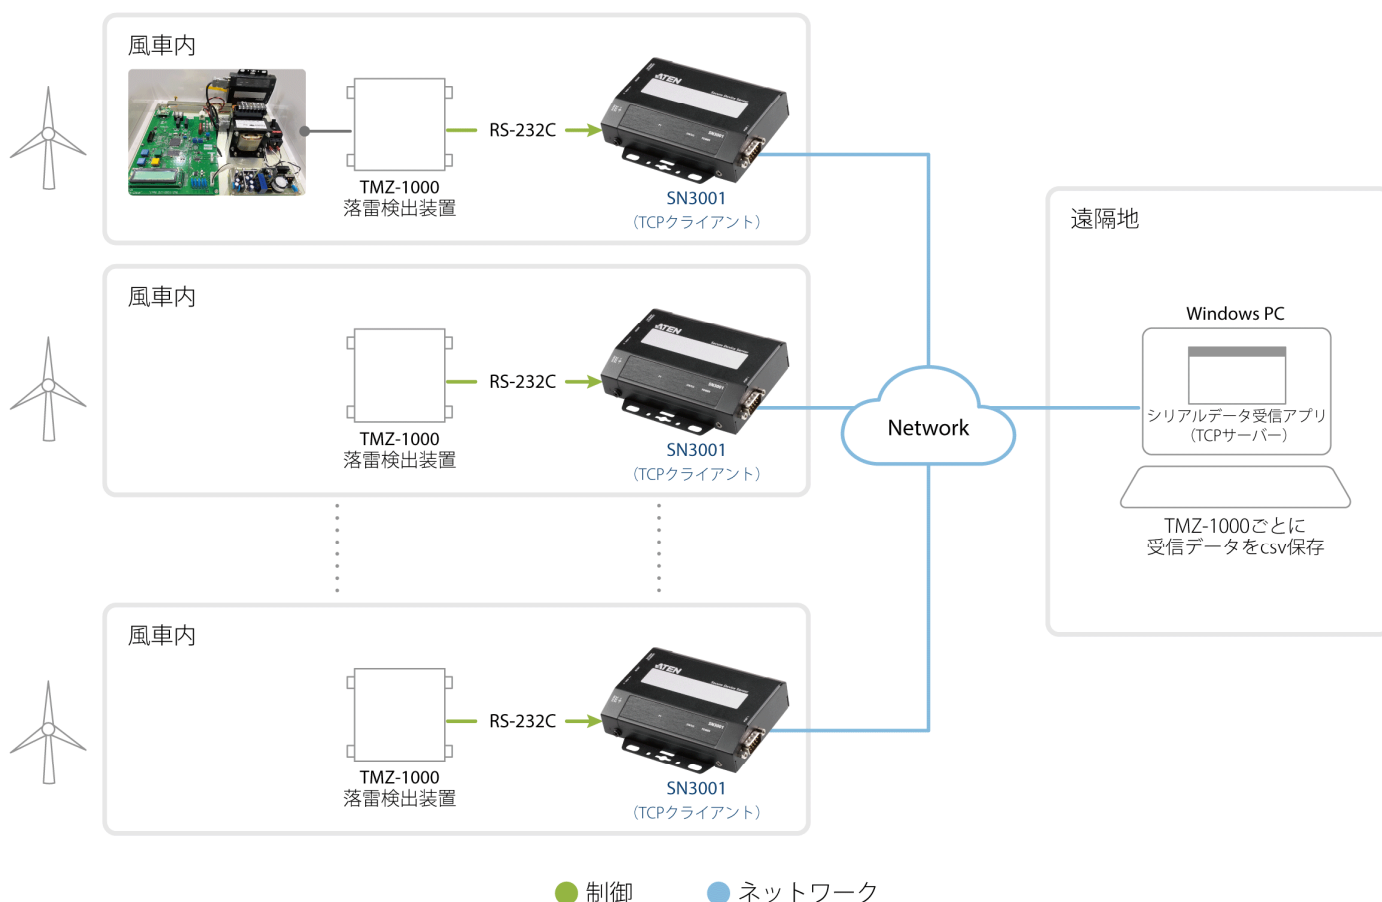 風車内
ATEN
SN3001
RS-232C
TMZ-1000
落雷検出装置
SN3001
（TCPクライアント）
遠隔地
風車内
ATEN
SN3001
Windows PC
RS-232C
シリアルデータ受信アプリ
（TCPサーバー）
Network
TMZ-1000
落雷検出装置
SN3001
（TCPクライアント）
TMZ-1000ごとに
受信データをcsv保存
風車内
ATEN
SN3001
RS-232C
TMZ-1000
落雷検出装置
SN3001
（TCPクライアント）
制御
ネットワーク